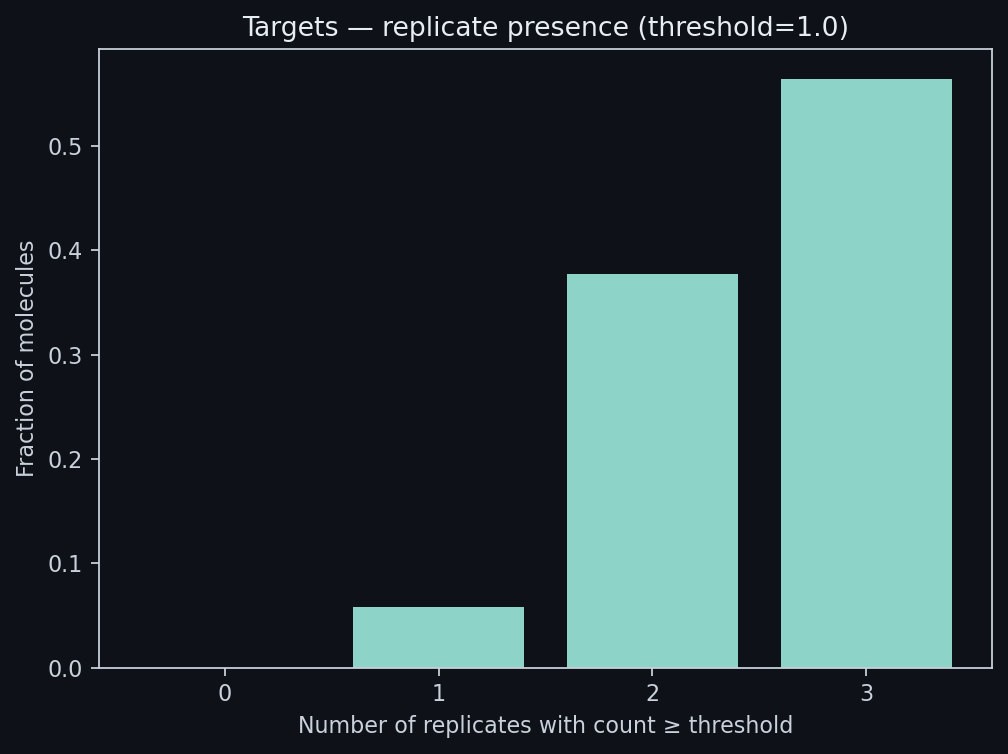 Targets — replicate presence (threshold=1.0)
Fraction of molecules
0.5
0.4
0.3
0.2
0.1
0.0
0 1 2 3
Number of replicates with count ≥ threshold